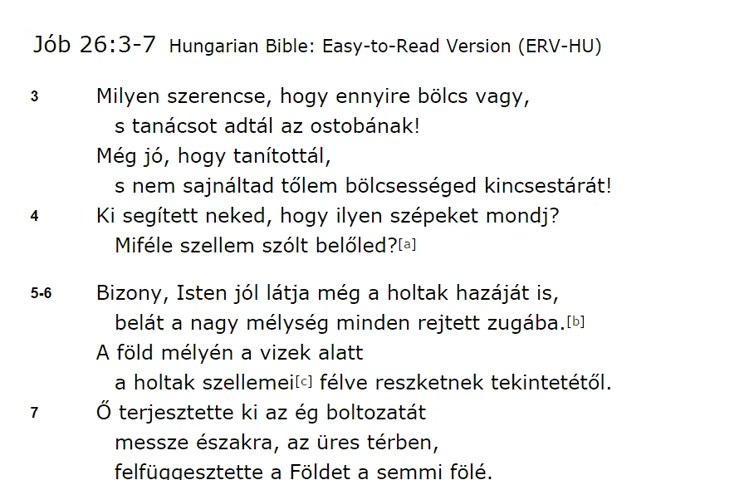 Jób 26:3-7 Hungarian Bible: Easy-to-Read Version (ERV-HU)
3 Milyen szerencse, hogy ennyire bölcs vagy,
s tanácsot adtál az ostobának!
Még jó, hogy tanítottál,
s nem sajnáltad tőlem bölcsességed kincsestárát!
4 Ki segített neked, hogy ilyen szépeket mondj?
Miféle szellem szólt belőled?[a]
5-6 Bizony, Isten jól látja még a holtak hazáját is,
belát a nagy mélység minden rejtett zugába.[b]
A föld mélyén a vizek alatt
a holtak szellemei[c] félve reszketnek tekintetétől.
7 Ő terjesztette ki az ég boltozatát
messze északra, az üres térben,
felfüggesztette a Földet a semmi fölé.